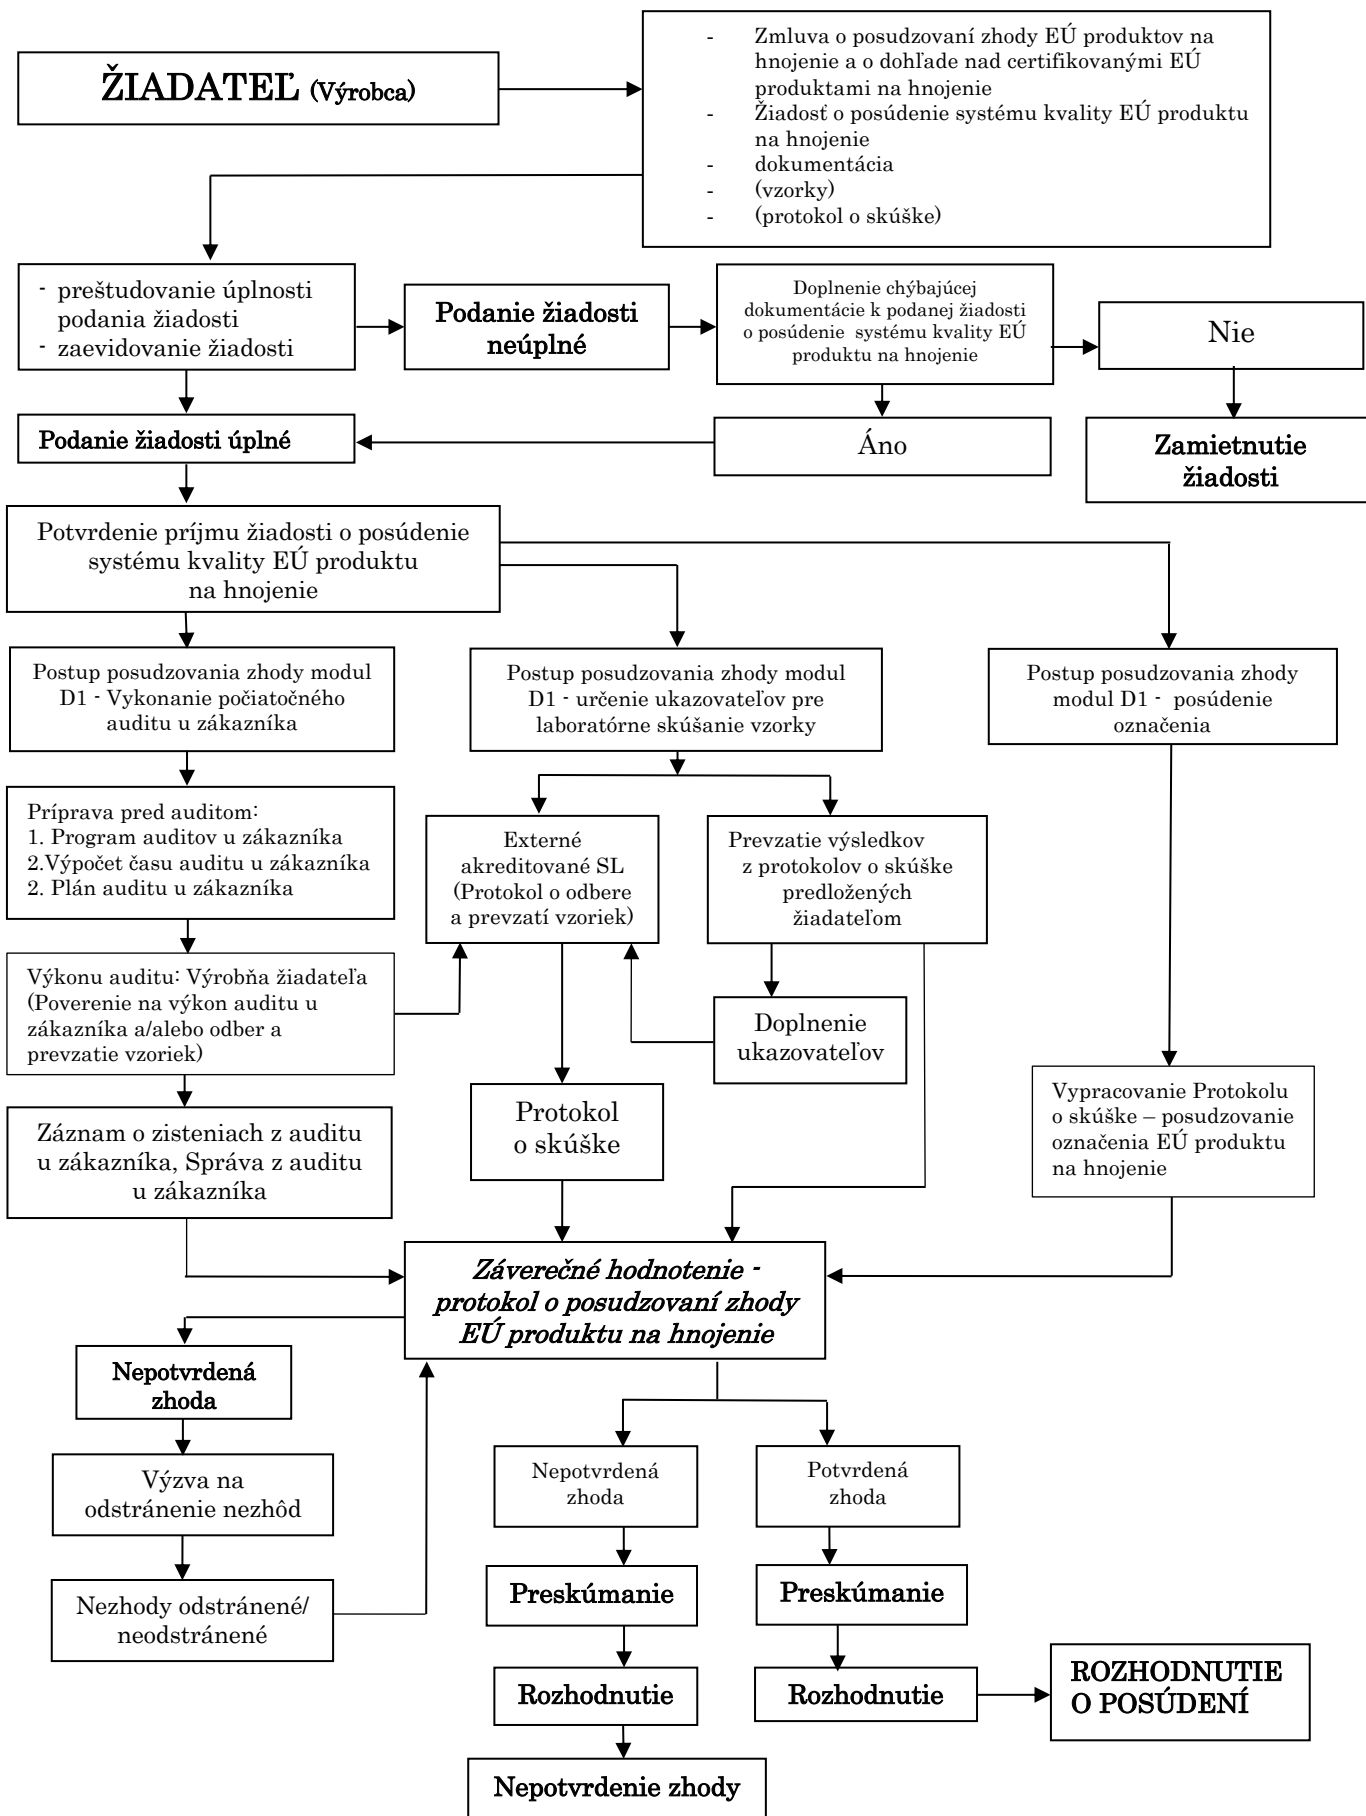 ŽIADATEĽ (Výrobca)
- Zmluva o posudzovaní zhody EÚ produktov na
hnojenie a o dohľade nad certifikovanými EÚ
produktami na hnojenie
- Žiadosť o posúdenie systému kvality EÚ produktu
na hnojenie
- dokumentácia
- (vzorky)
- (protokol o skúške)
- preštudovanie úplnosti
podania žiadosti
- zaevidovanie žiadosti
Podanie žiadosti
neúplné
Doplnenie chýbajúcej
dokumentácie k podanej žiadosti
o posúdenie systému kvality EÚ
produktu na hnojenie
Nie
Podanie žiadosti úplné
Áno
Zamietnutie
žiadosti
Potvrdenie príjmu žiadosti o posúdenie
systému kvality EÚ produktu
na hnojenie
Postup posudzovania zhody modul
D1 - Vykonanie počiatočného
auditu u zákazníka
Postup posudzovania zhody modul
D1 - určenie ukazovateľov pre
laboratórne skúšanie vzorky
Postup posudzovania zhody
modul D1 - posúdenie
označenia
Príprava pred auditom:
1. Program auditov u zákazníka
2.Výpočet času auditu u zákazníka
2. Plán auditu u zákazníka
Externé
akreditované SL
(Protokol o odbere
a prevzatí vzoriek)
Prevzatie výsledkov
z protokolov o skúške
predložených
žiadateľom
Výkonu auditu: Výrobňa žiadateľa
(Poverenie na výkon auditu u
zákazníka a/alebo odber a
prevzatie vzoriek)
Doplnenie
ukazovateľov
Protokol
o skúške
Vypracovanie Protokolu
o skúške – posudzovanie
označenia EÚ produktu
na hnojenie
Záznam o zisteniach z auditu
u zákazníka, Správa z auditu
u zákazníka
Záverečné hodnotenie -
protokol o posudzovaní zhody
EÚ produktu na hnojenie
Nepotvrdená
zhoda
Výzva na
odstránenie nezhôd
Nezhody odstránené/
neodstránené
Nepotvrdená
zhoda
Potvrdená
zhoda
Preskúmanie
Preskúmanie
Rozhodnutie
Rozhodnutie
ROZHODNUTIE
O POSÚDENÍ
Nepotvrdenie zhody